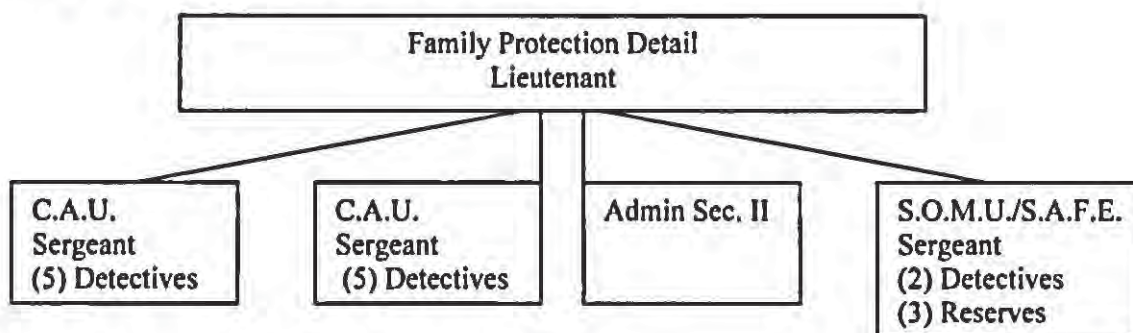 Family Protection Detail
Lieutenant
C.A.U.
Sergeant
(5) Detectives
C.A.U.
Sergeant
(5) Detectives
Admin Sec. II
S.O.M.U./S.A.F.E.
Sergeant
(2) Detectives
(3) Reserves